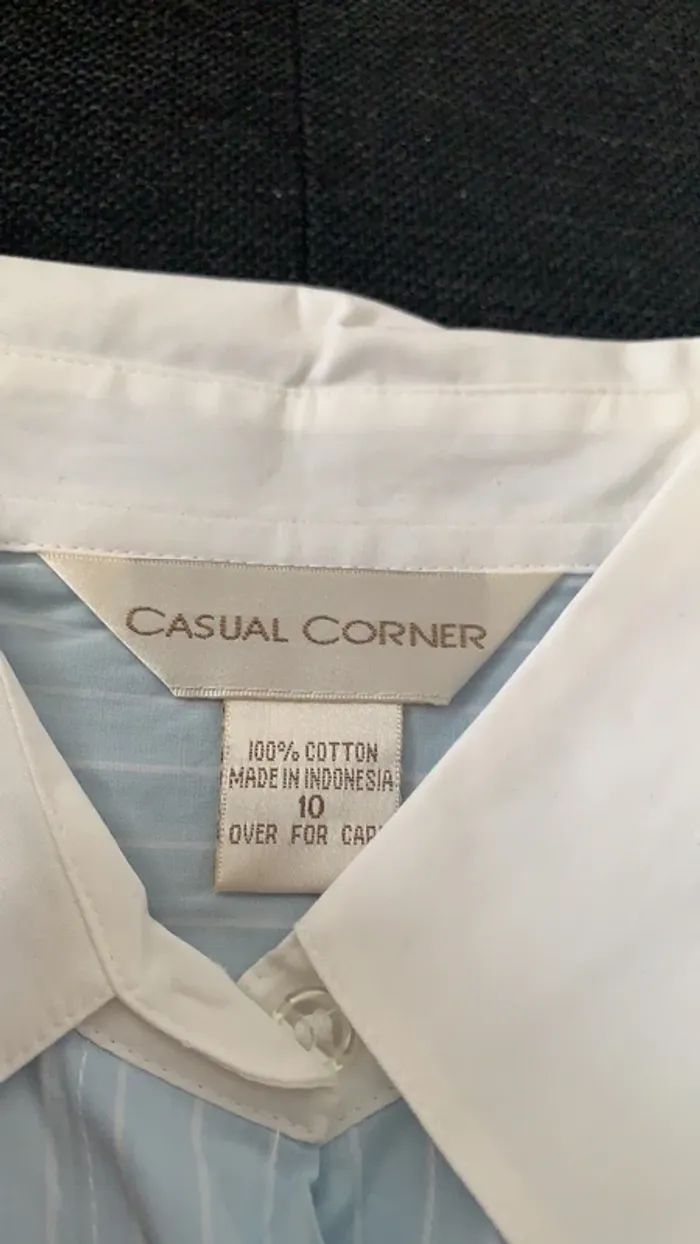 CASUAL CORNER
100% COTTON
MADE IN INDONESIA
10
OVER FOR